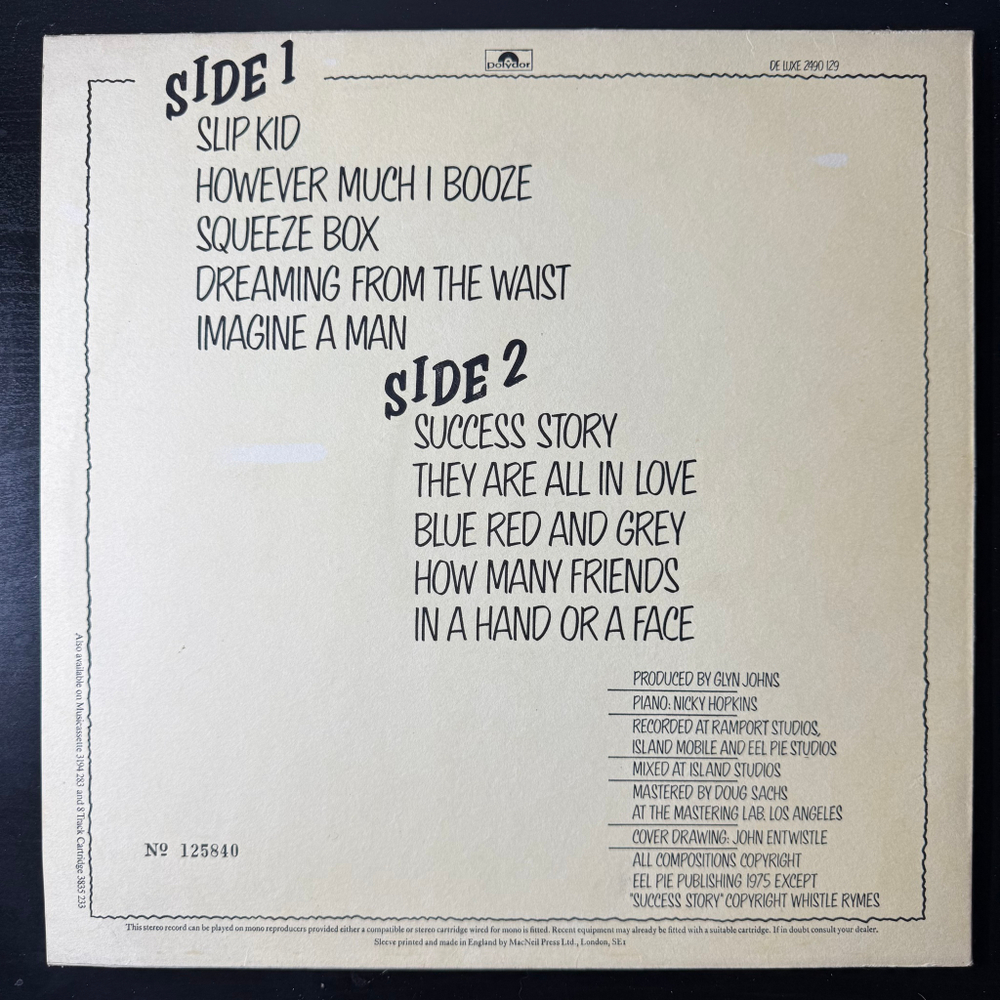 polydor
DE LUXE 2490 129
SIDE 1
SLIP KID
HOWEVER MUCH I BOOZE
SQUEEZE BOX
DREAMING FROM THE WAIST
IMAGINE A MAN
SIDE 2
SUCCESS STORY
THEY ARE ALL IN LOVE
BLUE RED AND GREY
HOW MANY FRIENDS
IN A HAND OR A FACE
PRODUCED BY GLYN JOHNS
PIANO: NICKY HOPKINS
RECORDED AT RAMPORT STUDIOS,
ISLAND MOBILE AND EEL PIE STUDIOS
MIXED AT ISLAND STUDIOS
MASTERED BY DOUG SACHS
AT THE MASTERING LAB. LOS ANGELES
COVER DRAWING: JOHN ENTWISTLE
ALL COMPOSITIONS COPYRIGHT
EEL PIE PUBLISHING 1975 EXCEPT
"SUCCESS STORY" COPYRIGHT WHISTLE RYMES
Nº 125840
Also available on Musicassette 3194 283 and 8 Track Cartridge 3835 233
This stereo record can be played on mono reproducers provided either a compatible or stereo cartridge wired for mono is fitted. Recent equipment may already be fitted with a suitable cartridge. If in doubt consult your dealer.
Sleeve printed and made in England by MacNeil Press Ltd., London, SE1